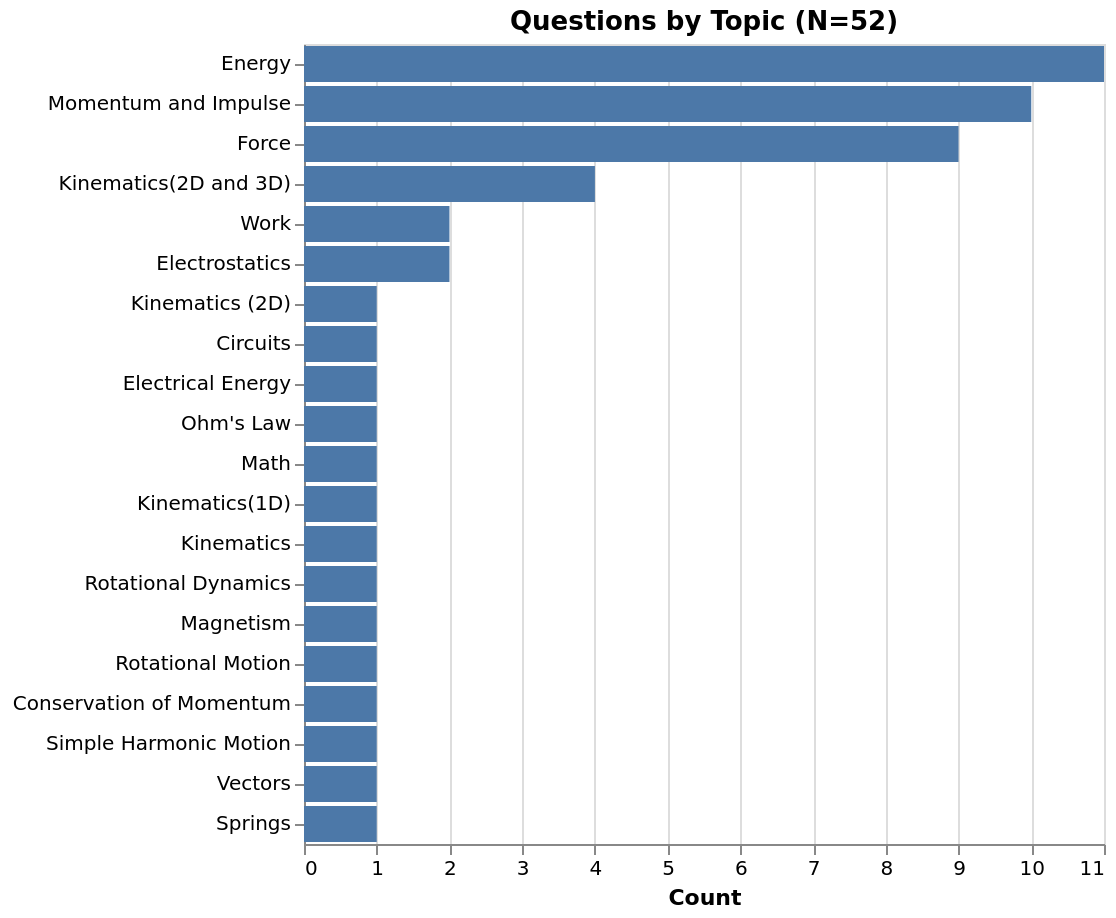 Questions by Topic (N=52)
Energy
Momentum and Impulse
Force
Kinematics(2D and 3D)
Work
Electrostatics
Kinematics (2D)
Circuits
Electrical Energy
Ohm's Law
Math
Kinematics(1D)
Kinematics
Rotational Dynamics
Magnetism
Rotational Motion
Conservation of Momentum
Simple Harmonic Motion
Vectors
Springs
0 1 2 3 4 5 6 7 8 9 10 11
Count